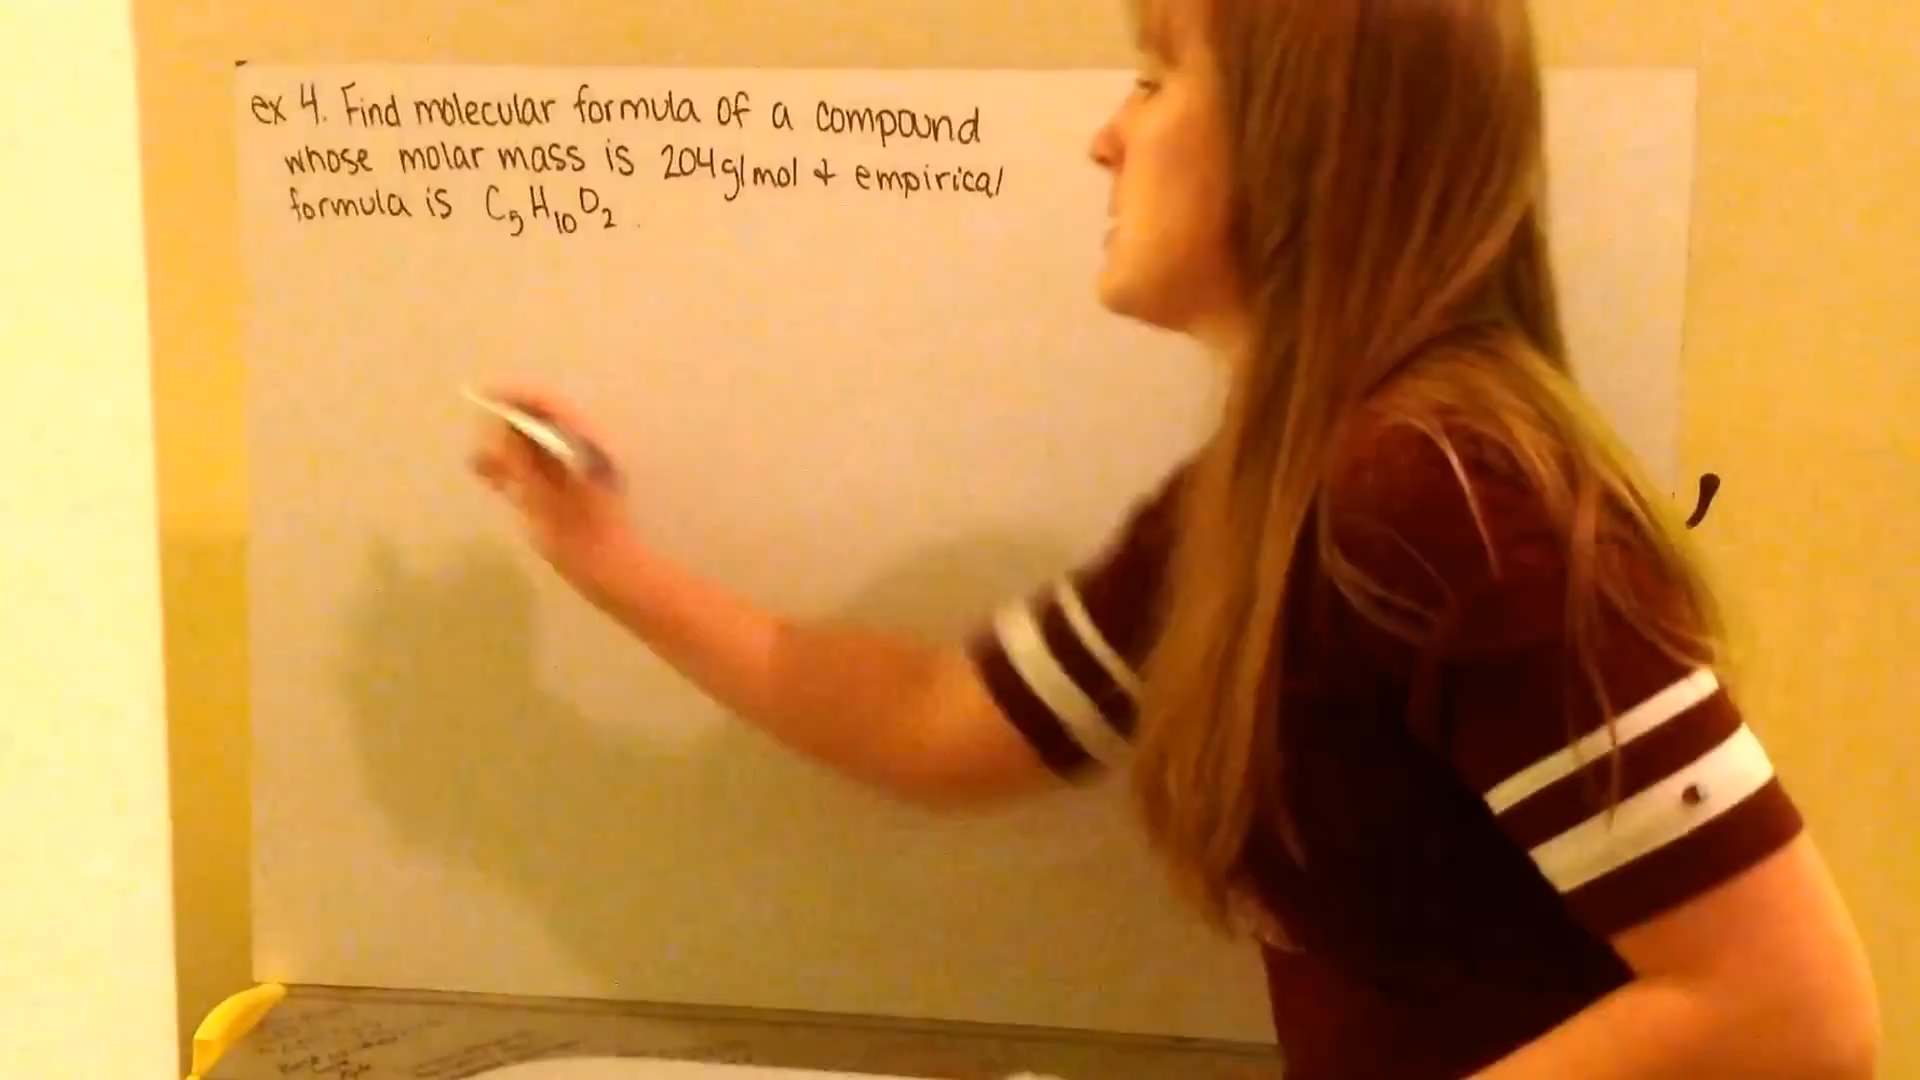 ex 4. Find molecular formula of a compound
whose molar mass is 204g/mol + empirical
formula is C₅H₁₀O₂.